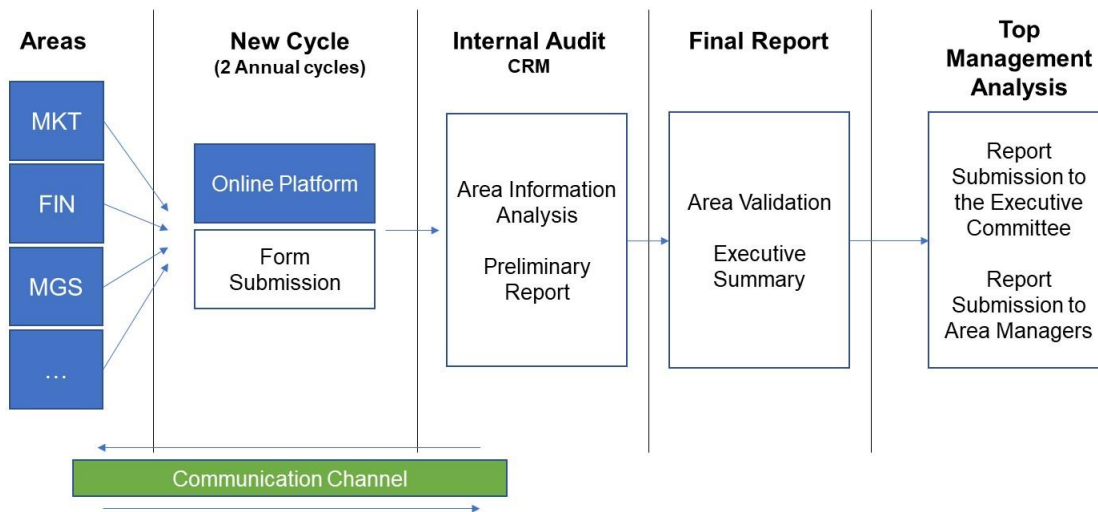 Areas
MKT
FIN
MGS
...
New Cycle
(2 Annual cycles)
Online Platform
Form
Submission
Internal Audit
CRM
Area Information
Analysis
Preliminary
Report
Final Report
Area Validation
Executive
Summary
Top
Management
Analysis
Report
Submission to
the Executive
Committee
Report
Submission to
Area Managers
Communication Channel